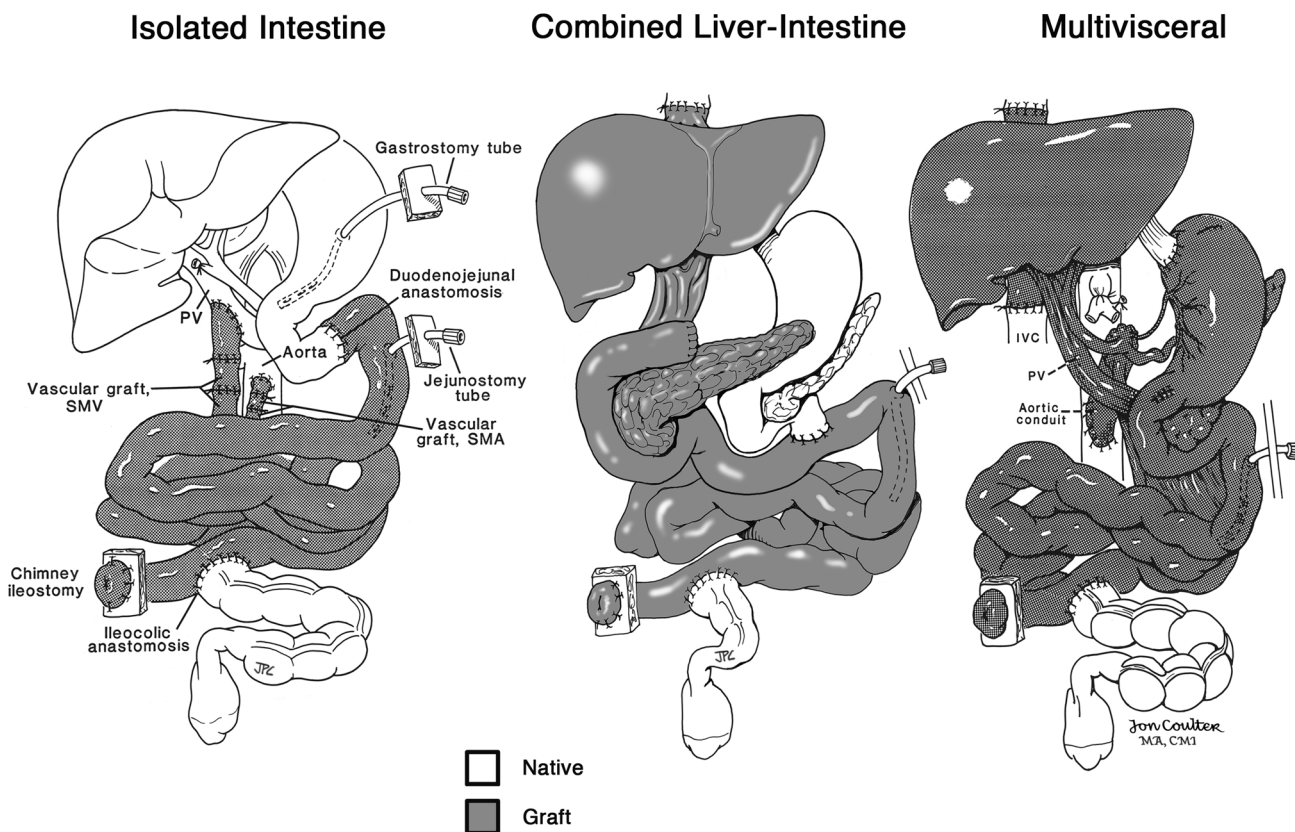 Isolated Intestine
Combined Liver-Intestine
Multivisceral
Gastrostomy tube
Duodenojejunal
anastomosis
PV
Aorta
Jejunostomy
tube
Vascular graft,
SMV
Vascular
graft, SMA
Chimney
ileostomy
Ileocolic
anastomosis
JPC
JPC
IVC
PV
Aortic
conduit
Jon Coulter
MA, CMI
Native
Graft